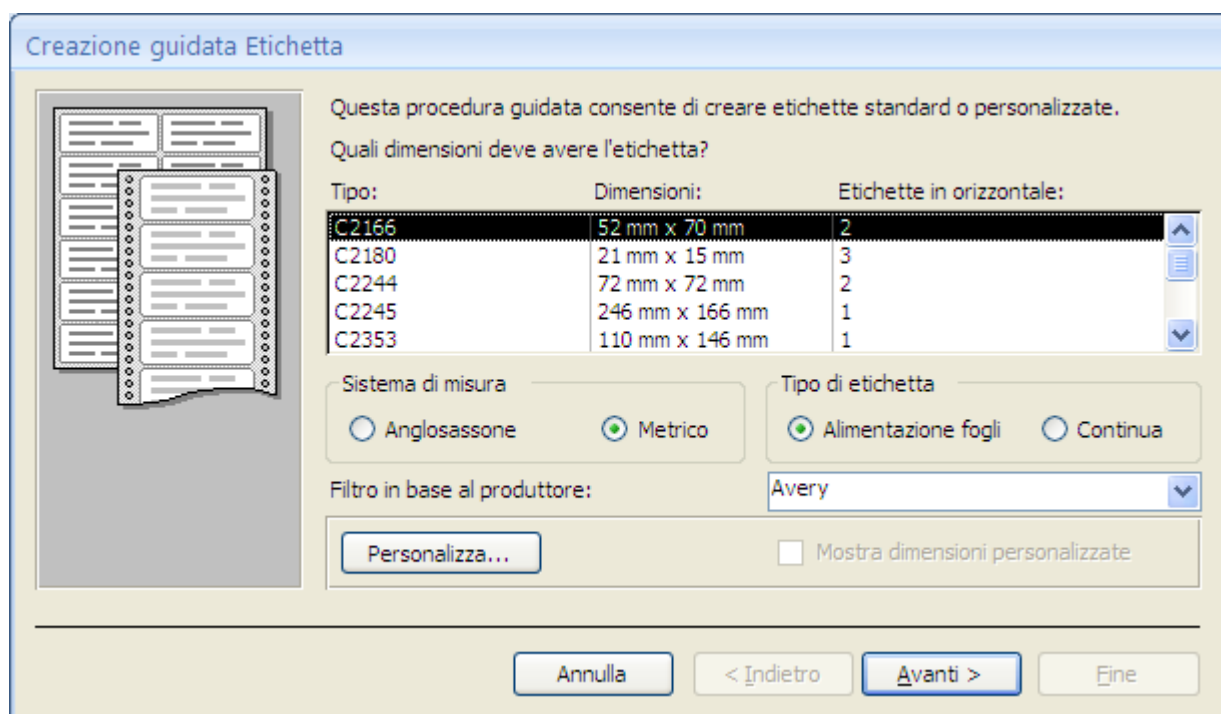 Creazione guidata Etichetta
Questa procedura guidata consente di creare etichette standard o personalizzate.
Quali dimensioni deve avere l'etichetta?
Tipo: Dimensioni: Etichette in orizzontale:
C2166 52 mm x 70 mm 2
C2180 21 mm x 15 mm 3
C2244 72 mm x 72 mm 2
C2245 246 mm x 166 mm 1
C2353 110 mm x 146 mm 1
Sistema di misura Tipo di etichetta
Anglosassone Metrico Alimentazione fogli Continua
Filtro in base al produttore: Avery
Personalizza... Mostra dimensioni personalizzate
Annulla < Indietro Avanti > Fine